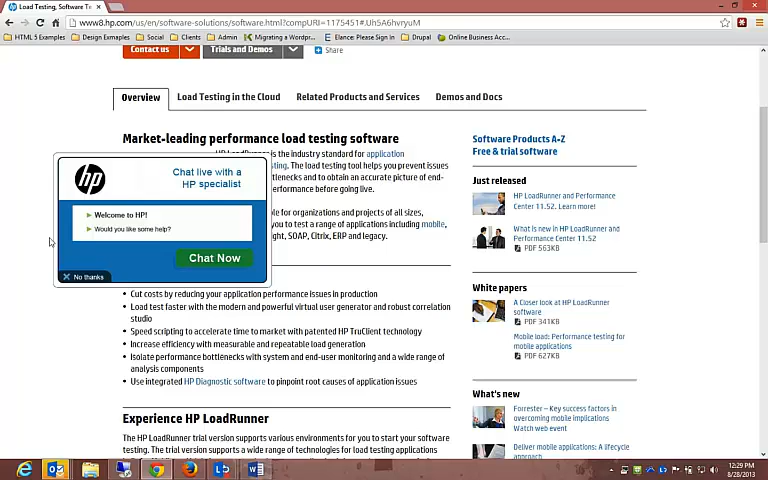 Load Testing, Software Te
www8.hp.com/us/en/software-solutions/software.html?compURI=1175451#.Uh5A6hvryuM
HTML 5 Examples
Design Examples
Social
Clients
Admin
Migrating a Wordpr...
Elance: Please Sign In
Drupal
Online Business Acc...
Contact us
Trials and Demos
Share
Overview
Load Testing in the Cloud
Related Products and Services
Demos and Docs
Market-leading performance load testing software
is the industry standard for application
sting. The load testing tool helps you prevent issues
lenecks and to obtain an accurate picture of end-
erformance before going live.
le for organizations and projects of all sizes,
you to test a range of applications including mobile,
ght, SOAP, Citrix, ERP and legacy.
hp
Chat live with a
HP specialist
Welcome to HP!
Would you like some help?
Chat Now
No thanks
Cut costs by reducing your application performance issues in production
Load test faster with the modern and powerful virtual user generator and robust correlation
studio
Speed scripting to accelerate time to market with patented HP TruClient technology
Increase efficiency with measurable and repeatable load generation
Isolate performance bottlenecks with system and end-user monitoring and a wide range of
analysis components
Use integrated HP Diagnostic software to pinpoint root causes of application issues
Experience HP LoadRunner
The HP LoadRunner trial version supports various environments for you to start your software
testing. The trial version supports a wide range of technologies for load testing applications
Software Products A-Z
Free & trial software
Just released
HP LoadRunner and Performance
Center 11.52. Learn more!
What is new in HP LoadRunner and
Performance Center 11.52
PDF 563KB
White papers
A Closer look at HP LoadRunner
software
PDF 341KB
Mobile load: Performance testing for
mobile applications
PDF 627KB
What's new
Forrester – Key success factors in
overcoming mobile implications
Watch web event
Deliver mobile applications: A lifecycle
approach
12:29 PM
8/28/2013